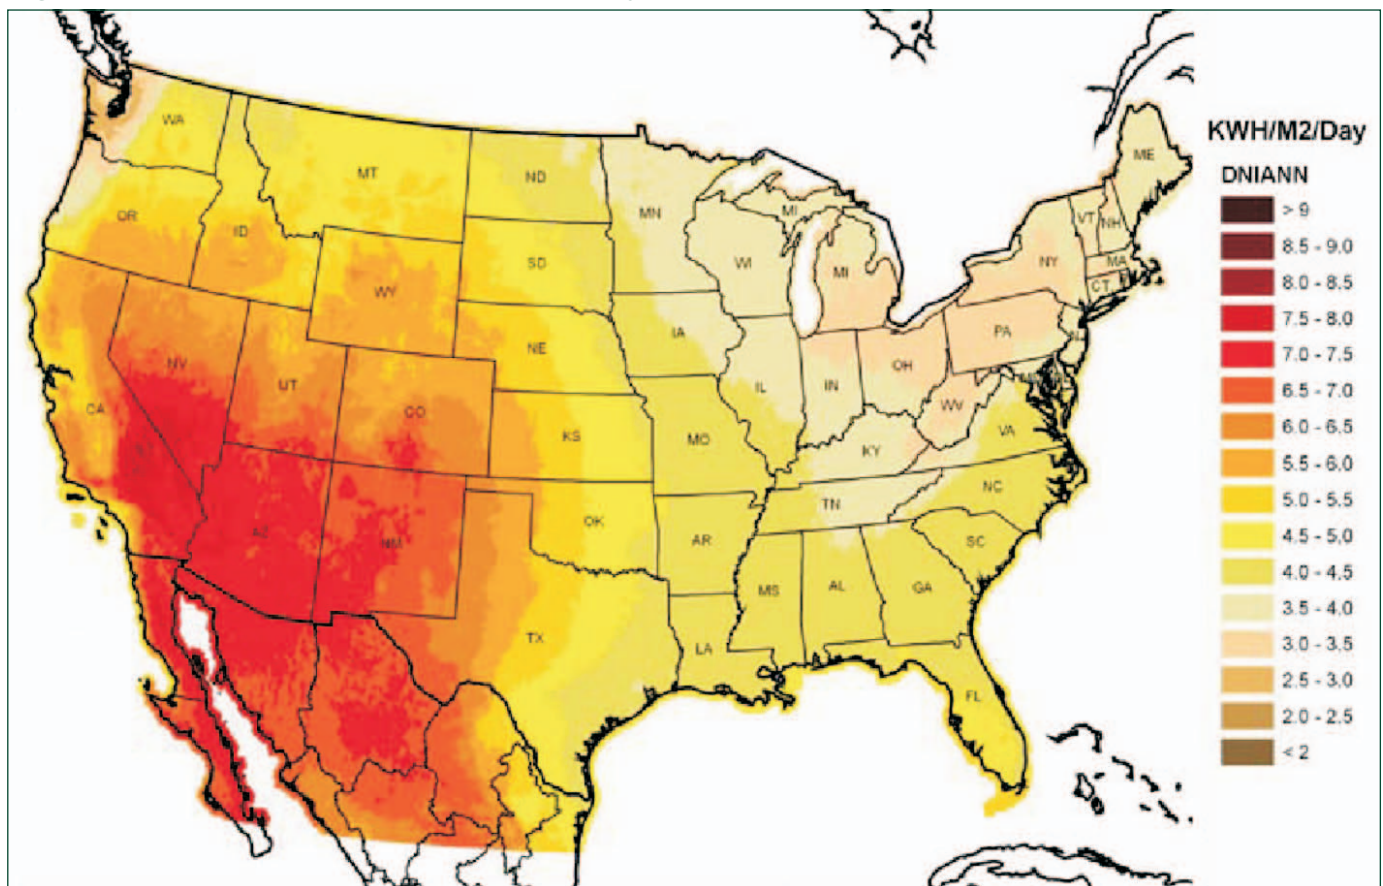 KWH/M2/Day
DNIANN
> 9
8.5 - 9.0
8.0 - 8.5
7.5 - 8.0
7.0 - 7.5
6.5 - 7.0
6.0 - 6.5
5.5 - 6.0
5.0 - 5.5
4.5 - 5.0
4.0 - 4.5
3.5 - 4.0
3.0 - 3.5
2.5 - 3.0
2.0 - 2.5
< 2
WA
MT
ND
MN
MI
VT
NH
ME
OR
ID
SD
WI
MI
NY
MA
CT
WY
NV
UT
NE
IA
PA
CA
CO
KS
MO
IL
IN
OH
WV
VA
KY
AZ
NM
OK
AR
TN
NC
SC
TX
LA
MS
AL
GA
FL